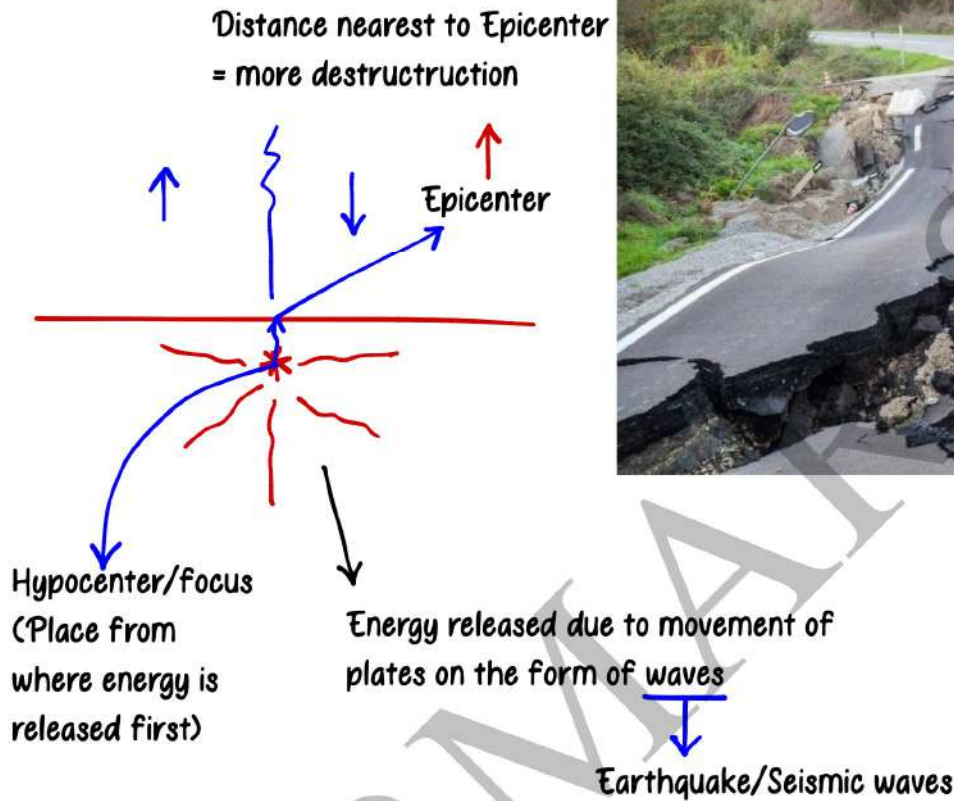 Distance nearest to Epicenter
= more destructruction
Epicenter
Hypocenter/focus
(Place from
where energy is
released first)
Energy released due to movement of
plates on the form of waves
Earthquake/Seismic waves